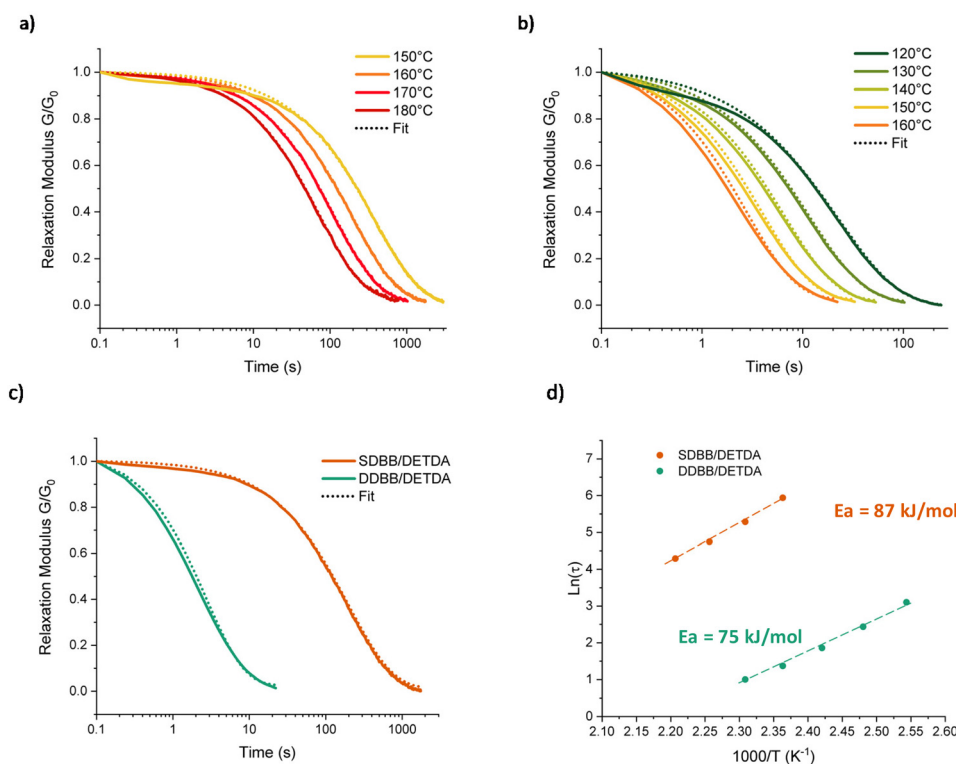 a)
150°C
160°C
170°C
180°C
Fit
Relaxation Modulus G/G₀
1.0
0.8
0.6
0.4
0.2
0.0
0.1 1 10 100 1000
Time (s)
b)
120°C
130°C
140°C
150°C
160°C
Fit
Relaxation Modulus G/G₀
1.0
0.8
0.6
0.4
0.2
0.0
0.1 1 10 100
Time (s)
c)
SDBB/DETDA
DDBB/DETDA
Fit
Relaxation Modulus G/G₀
1.0
0.8
0.6
0.4
0.2
0.0
0.1 1 10 100 1000
Time (s)
d)
SDBB/DETDA
DDBB/DETDA
Ea = 87 kJ/mol
Ea = 75 kJ/mol
Ln(τ)
7
6
5
4
3
2
1
0
2.10 2.15 2.20 2.25 2.30 2.35 2.40 2.45 2.50 2.55 2.60
1000/T (K⁻¹)